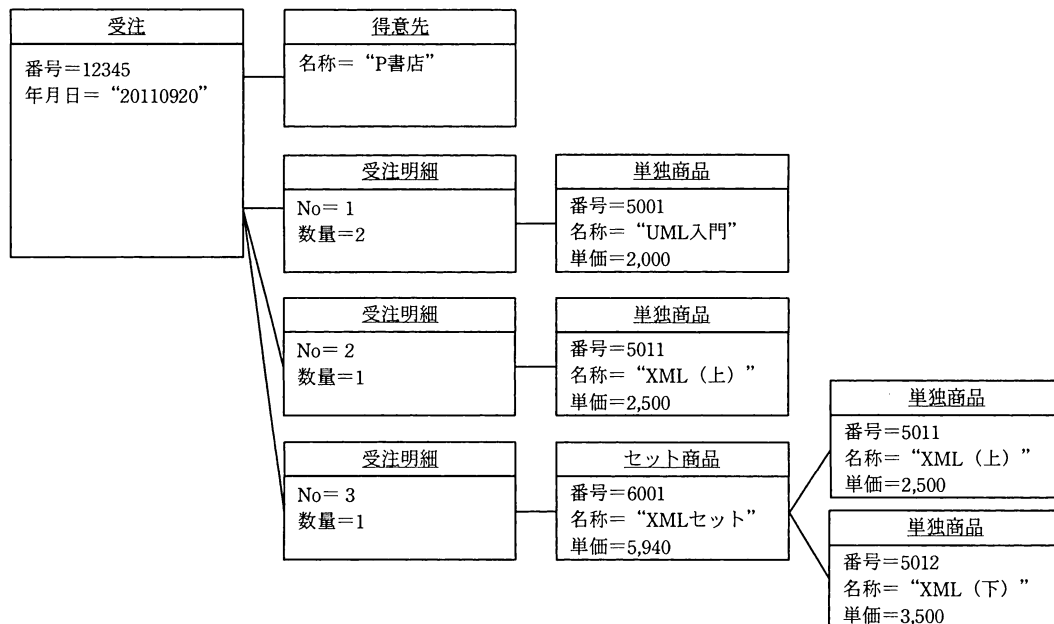 受注
番号=12345
年月日= “20110920”
得意先
名称= “P書店”
受注明細
No= 1
数量=2
単独商品
番号=5001
名称= “UML入門”
単価=2,000
受注明細
No= 2
数量=1
単独商品
番号=5011
名称= “XML（上）”
単価=2,500
受注明細
No= 3
数量=1
セット商品
番号=6001
名称= “XMLセット”
単価=5,940
単独商品
番号=5011
名称= “XML（上）”
単価=2,500
単独商品
番号=5012
名称= “XML（下）”
単価=3,500